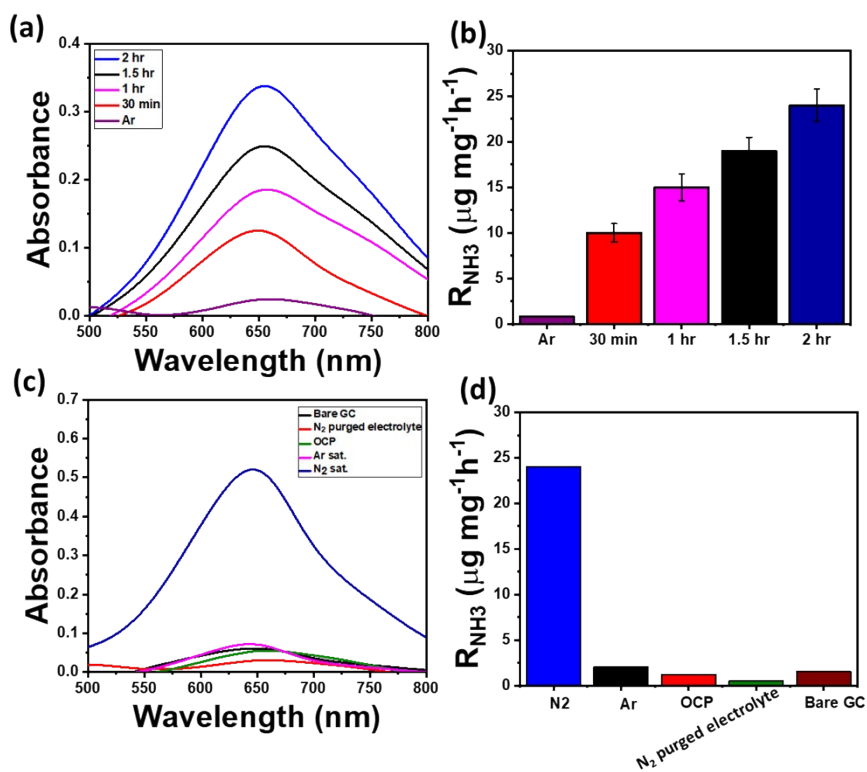 (a)
0.4
0.3
0.2
0.1
0.0
Absorbance
2 hr
1.5 hr
1 hr
30 min
Ar
500 550 600 650 700 750 800
Wavelength (nm)
(b)
30
25
20
15
10
5
0
R_NH3 (µg mg⁻¹h⁻¹)
Ar 30 min 1 hr 1.5 hr 2 hr
(c)
0.7
0.6
0.5
0.4
0.3
0.2
0.1
0.0
Absorbance
Bare GC
N₂ purged electrolyte
OCP
Ar sat.
N₂ sat.
500 550 600 650 700 750 800
Wavelength (nm)
(d)
30
25
20
15
10
5
0
R_NH3 (µg mg⁻¹h⁻¹)
N2 Ar OCP N₂ purged electrolyte Bare GC